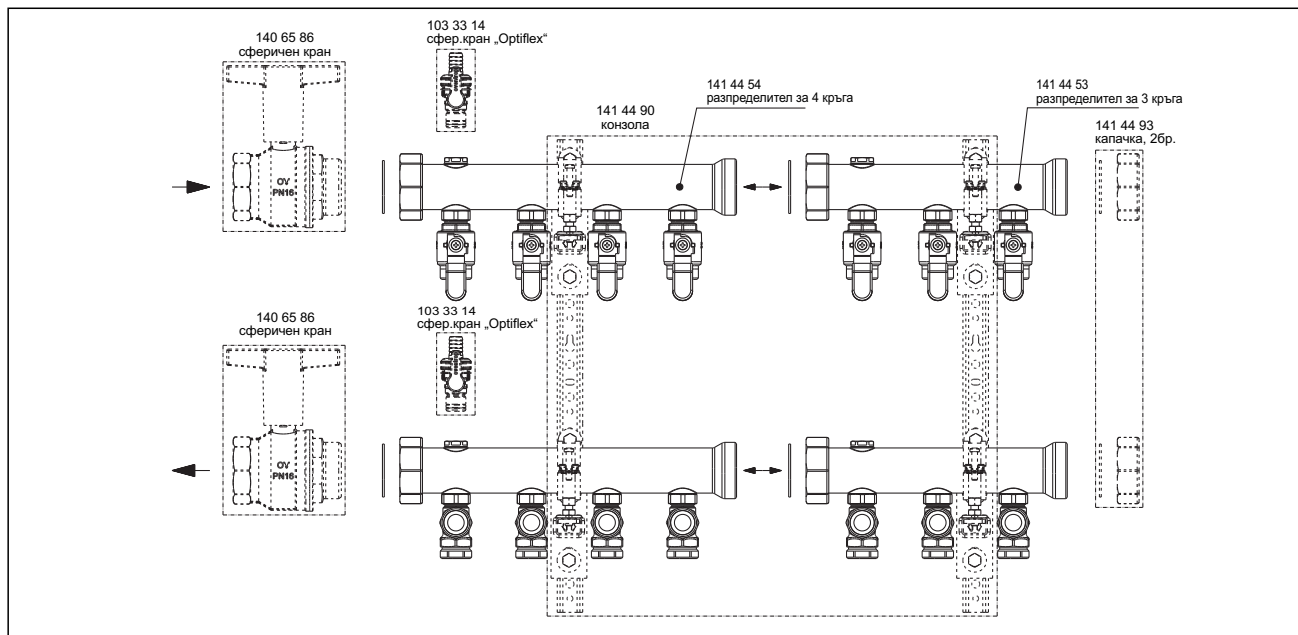 140 65 86
сферичен кран
103 33 14
сфер.кран „Optiflex“
141 44 90
конзола
141 44 54
разпределител за 4 кръга
141 44 53
разпределител за 3 кръга
141 44 93
капачка, 2бр.
OV
PN16
140 65 86
сферичен кран
103 33 14
сфер.кран „Optiflex“
OV
PN16